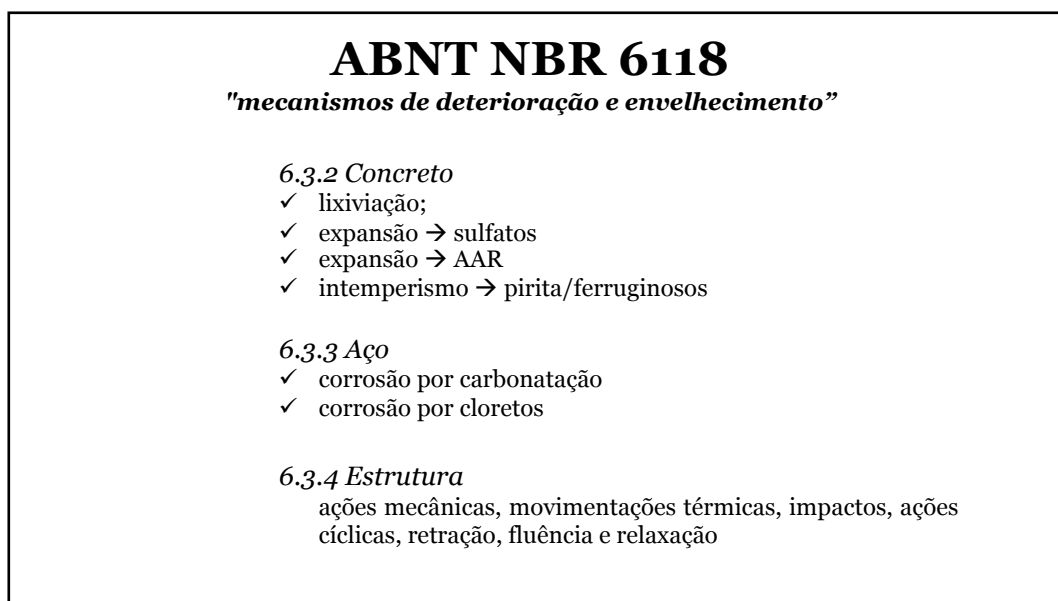 ABNT NBR 6118
"mecanismos de deterioração e envelhecimento”
6.3.2 Concreto
✓ lixiviação;
✓ expansão → sulfatos
✓ expansão → AAR
✓ intemperismo → pirita/ferruginosos
6.3.3 Aço
✓ corrosão por carbonatação
✓ corrosão por cloretos
6.3.4 Estrutura
ações mecânicas, movimentações térmicas, impactos, ações
cíclicas, retração, fluência e relaxação